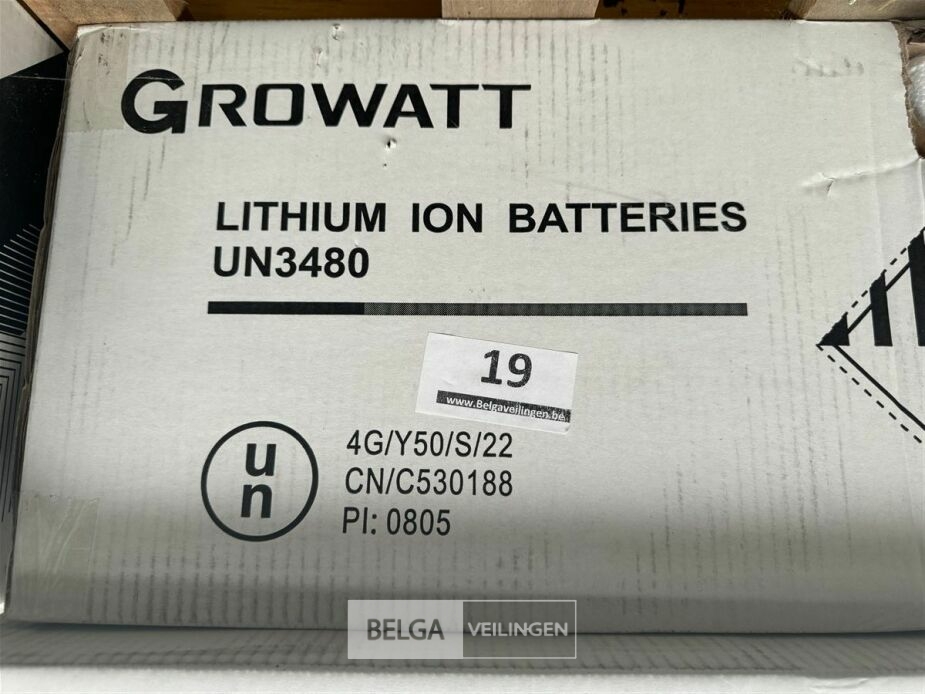 GROWATT
LITHIUM ION BATTERIES
UN3480
19
www.Belgaveilingen.be
un
4G/Y50/S/22
CN/C530188
PI: 0805
BELGA VEILINGEN